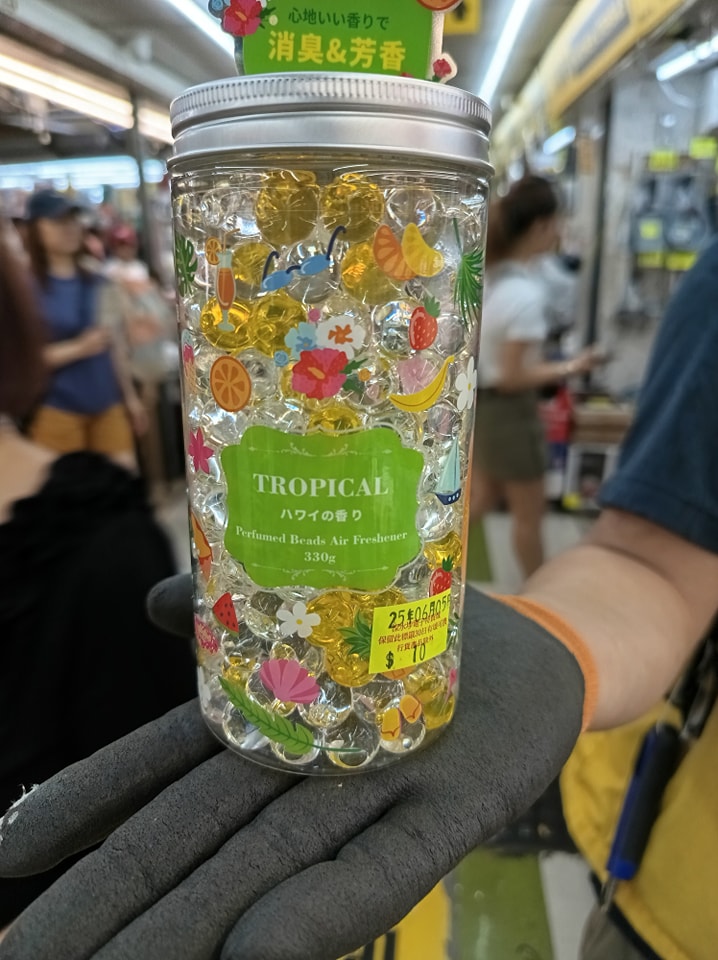 心地いい香りで
消臭&芳香
TROPICAL
ハワイの香り
Perfumed Beads Air Freshener
330g
25年06月05
$ 10